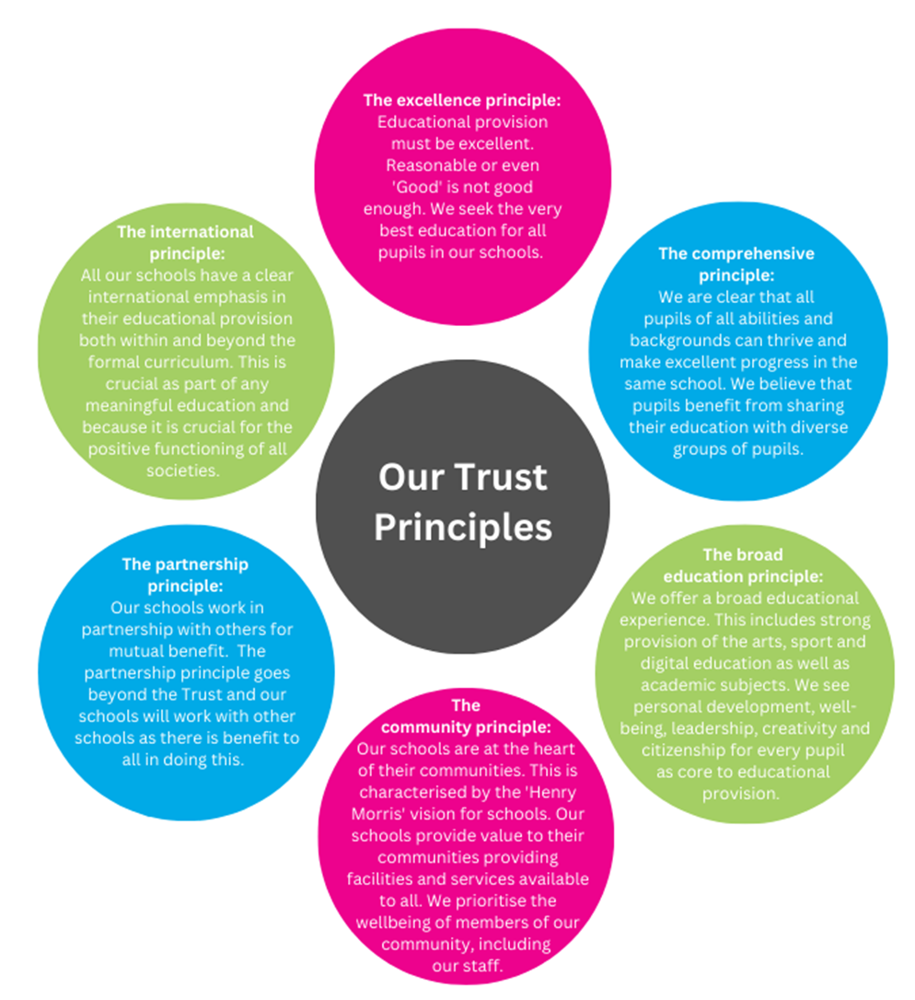 The excellence principle:
Educational provision
must be excellent.
Reasonable or even
'Good' is not good
enough. We seek the very
best education for all
pupils in our schools.
The comprehensive
principle:
We are clear that all
pupils of all abilities and
backgrounds can thrive and
make excellent progress in the
same school. We believe that
pupils benefit from sharing
their education with diverse
groups of pupils.
The broad
education principle:
We offer a broad educational
experience. This includes strong
provision of the arts, sport and
digital education as well as
academic subjects. We see
personal development, well-
being, leadership, creativity and
citizenship for every pupil
as core to educational
provision.
The
community principle:
Our schools are at the heart
of their communities. This is
characterised by the 'Henry
Morris' vision for schools. Our
schools provide value to their
communities providing
facilities and services available
to all. We prioritise the
wellbeing of members of our
community, including
our staff.
The partnership
principle:
Our schools work in
partnership with others for
mutual benefit. The
partnership principle goes
beyond the Trust and our
schools will work with other
schools as there is benefit to
all in doing this.
The international
principle:
All our schools have a clear
international emphasis in
their educational provision
both within and beyond the
formal curriculum. This is
crucial as part of any
meaningful education and
because it is crucial for the
positive functioning of all
societies.
Our Trust
Principles